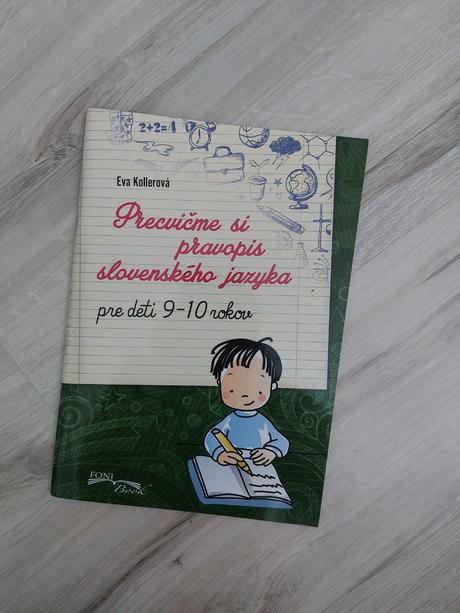 2+2=4
Eva Kollerová
Precvičme si
pravopis
slovenského jazyka
pre deti 9-10 rokov
FONI
Book